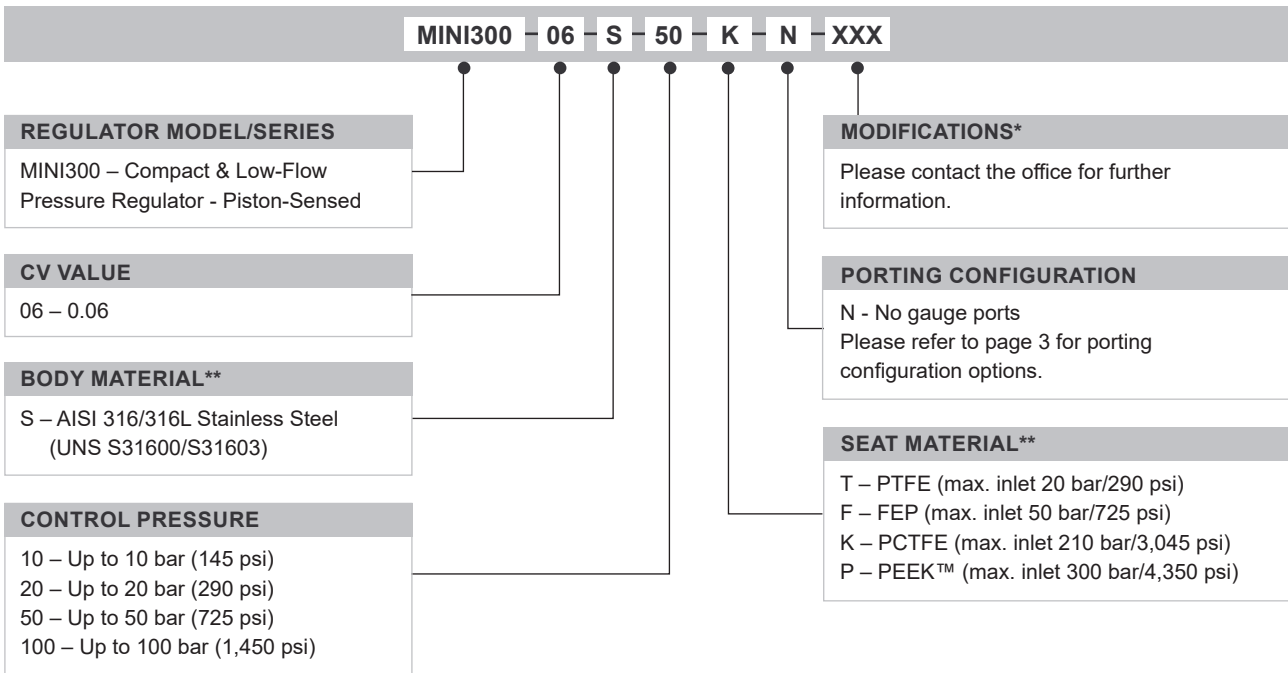 MINI300 - 06 - S - 50 - K - N - XXX
REGULATOR MODEL/SERIES
MINI300 – Compact & Low-Flow
Pressure Regulator - Piston-Sensed
CV VALUE
06 – 0.06
BODY MATERIAL**
S – AISI 316/316L Stainless Steel
(UNS S31600/S31603)
CONTROL PRESSURE
10 – Up to 10 bar (145 psi)
20 – Up to 20 bar (290 psi)
50 – Up to 50 bar (725 psi)
100 – Up to 100 bar (1,450 psi)
MODIFICATIONS*
Please contact the office for further
information.
PORTING CONFIGURATION
N - No gauge ports
Please refer to page 3 for porting
configuration options.
SEAT MATERIAL**
T – PTFE (max. inlet 20 bar/290 psi)
F – FEP (max. inlet 50 bar/725 psi)
K – PCTFE (max. inlet 210 bar/3,045 psi)
P – PEEK™ (max. inlet 300 bar/4,350 psi)